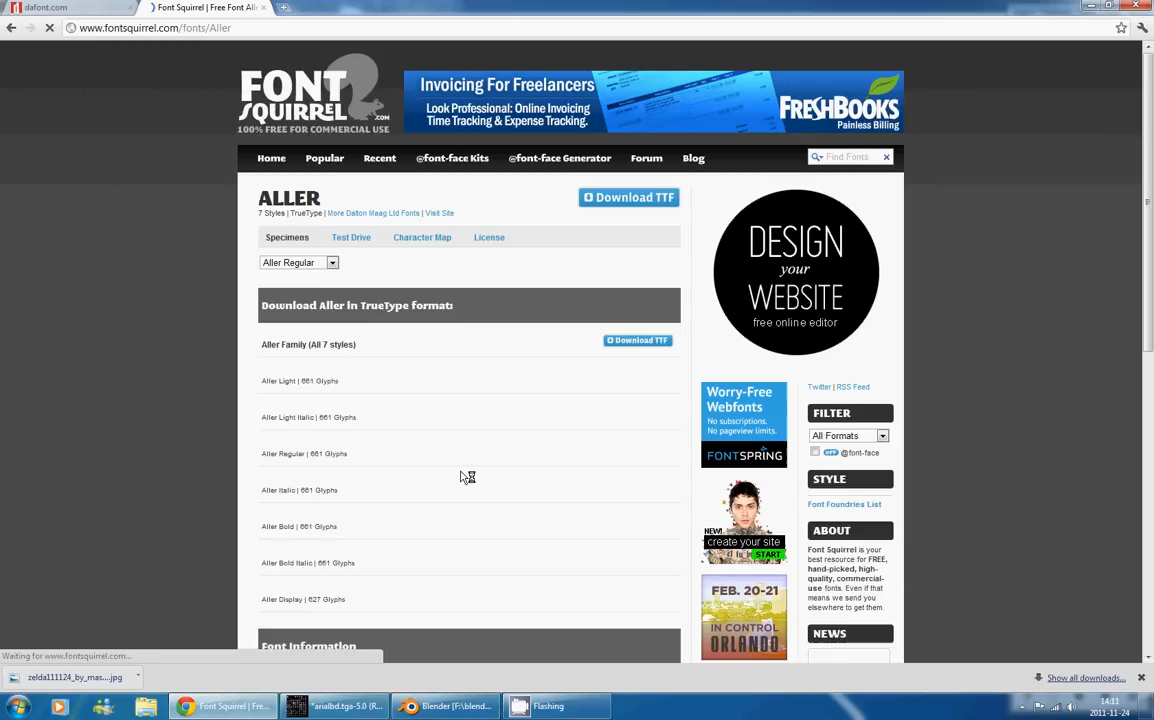 dafont.com
Font Squirrel | Free Font All
www.fontsquirrel.com/fonts/Aller
FONT
SQUIRREL.COM
100% FREE FOR COMMERCIAL USE
Invoicing For Freelancers
Look Professional: Online Invoicing
Time Tracking & Expense Tracking.
FRESHBOOKS
Painless Billing
Home Popular Recent @font-face Kits @font-face Generator Forum Blog
Find Fonts
ALLER
Download TTF
7 Styles | TrueType | More Dalton Maag Ltd Fonts | Visit Site
Specimens Test Drive Character Map License
Aller Regular
Download Aller in TrueType format:
Aller Family (All 7 styles)
Download TTF
Aller Light | 661 Glyphs
Aller Light Italic | 661 Glyphs
Aller Regular | 661 Glyphs
Aller Italic | 661 Glyphs
Aller Bold | 661 Glyphs
Aller Bold Italic | 661 Glyphs
Aller Display | 627 Glyphs
Font Information
DESIGN
your
WEBSITE
free online editor
Worry-Free
Webfonts
No subscriptions.
No pageview limits.
FONTSPRING
NEW!
create your site
START
FEB. 20-21
IN CONTROL
ORLANDO
Twitter | RSS Feed
FILTER
All Formats
OFF @font-face
STYLE
Font Foundries List
ABOUT
Font Squirrel is your
best resource for FREE,
hand-picked, high-
quality, commercial-
use fonts. Even if that
means we send you
elsewhere to get them.
NEWS
Waiting for www.fontsquirrel.com...
zelda111124_by_mas....jpg
Show all downloads...
Font Squirrel | Fre...
*arialbd.tga-5.0 (R...
Blender [F:\blend...
Flashing
14:11
2011-11-24